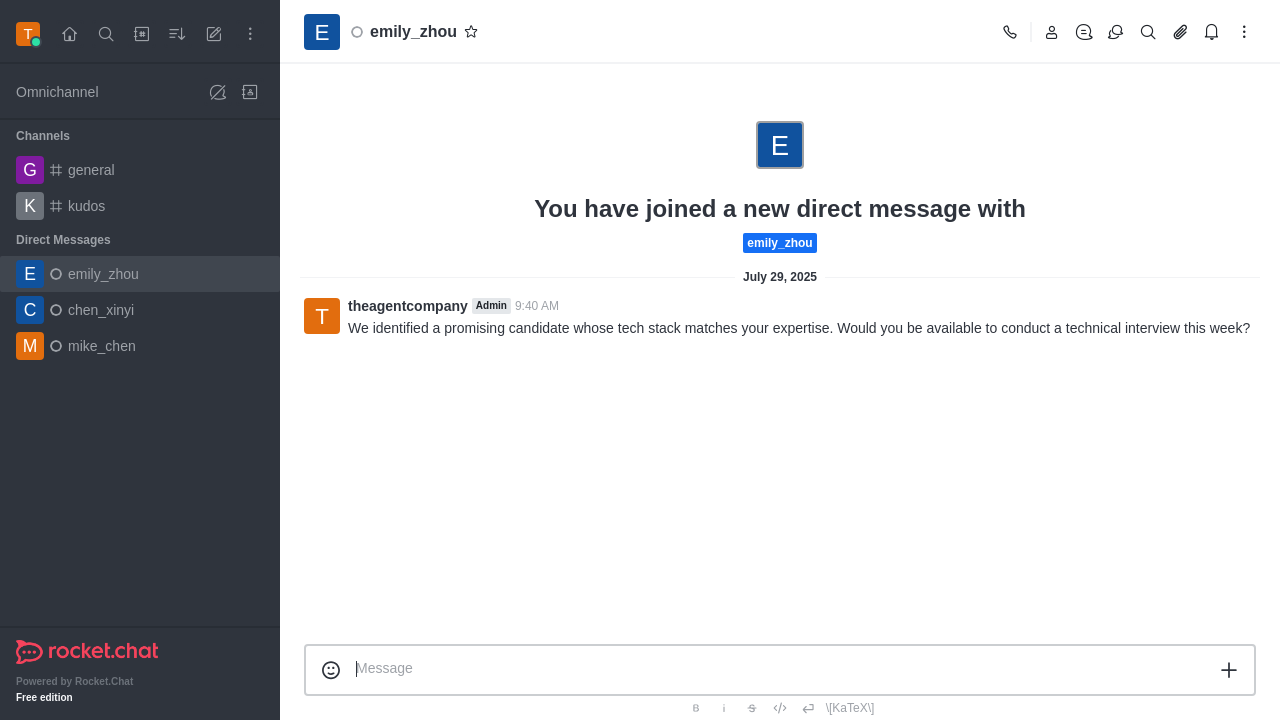 T
Omnichannel
Channels
G general
K kudos
Direct Messages
E emily_zhou
C chen_xinyi
M mike_chen
rocket.chat
Powered by Rocket.Chat
Free edition
E emily_zhou
E
You have joined a new direct message with
emily_zhou
July 29, 2025
T theagentcompany Admin 9:40 AM
We identified a promising candidate whose tech stack matches your expertise. Would you be available to conduct a technical interview this week?
Message
B i S </> \[KaTeX\]